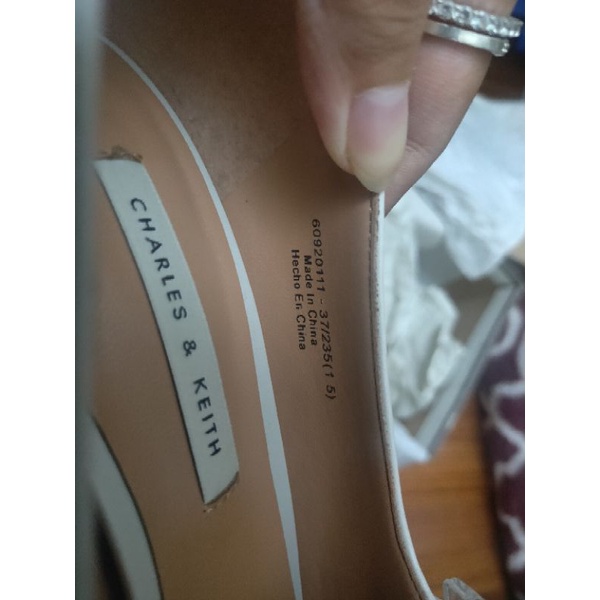 CHARLES & KEITH
60920111 - 37/235(1 5)
Made In China
Hecho En China